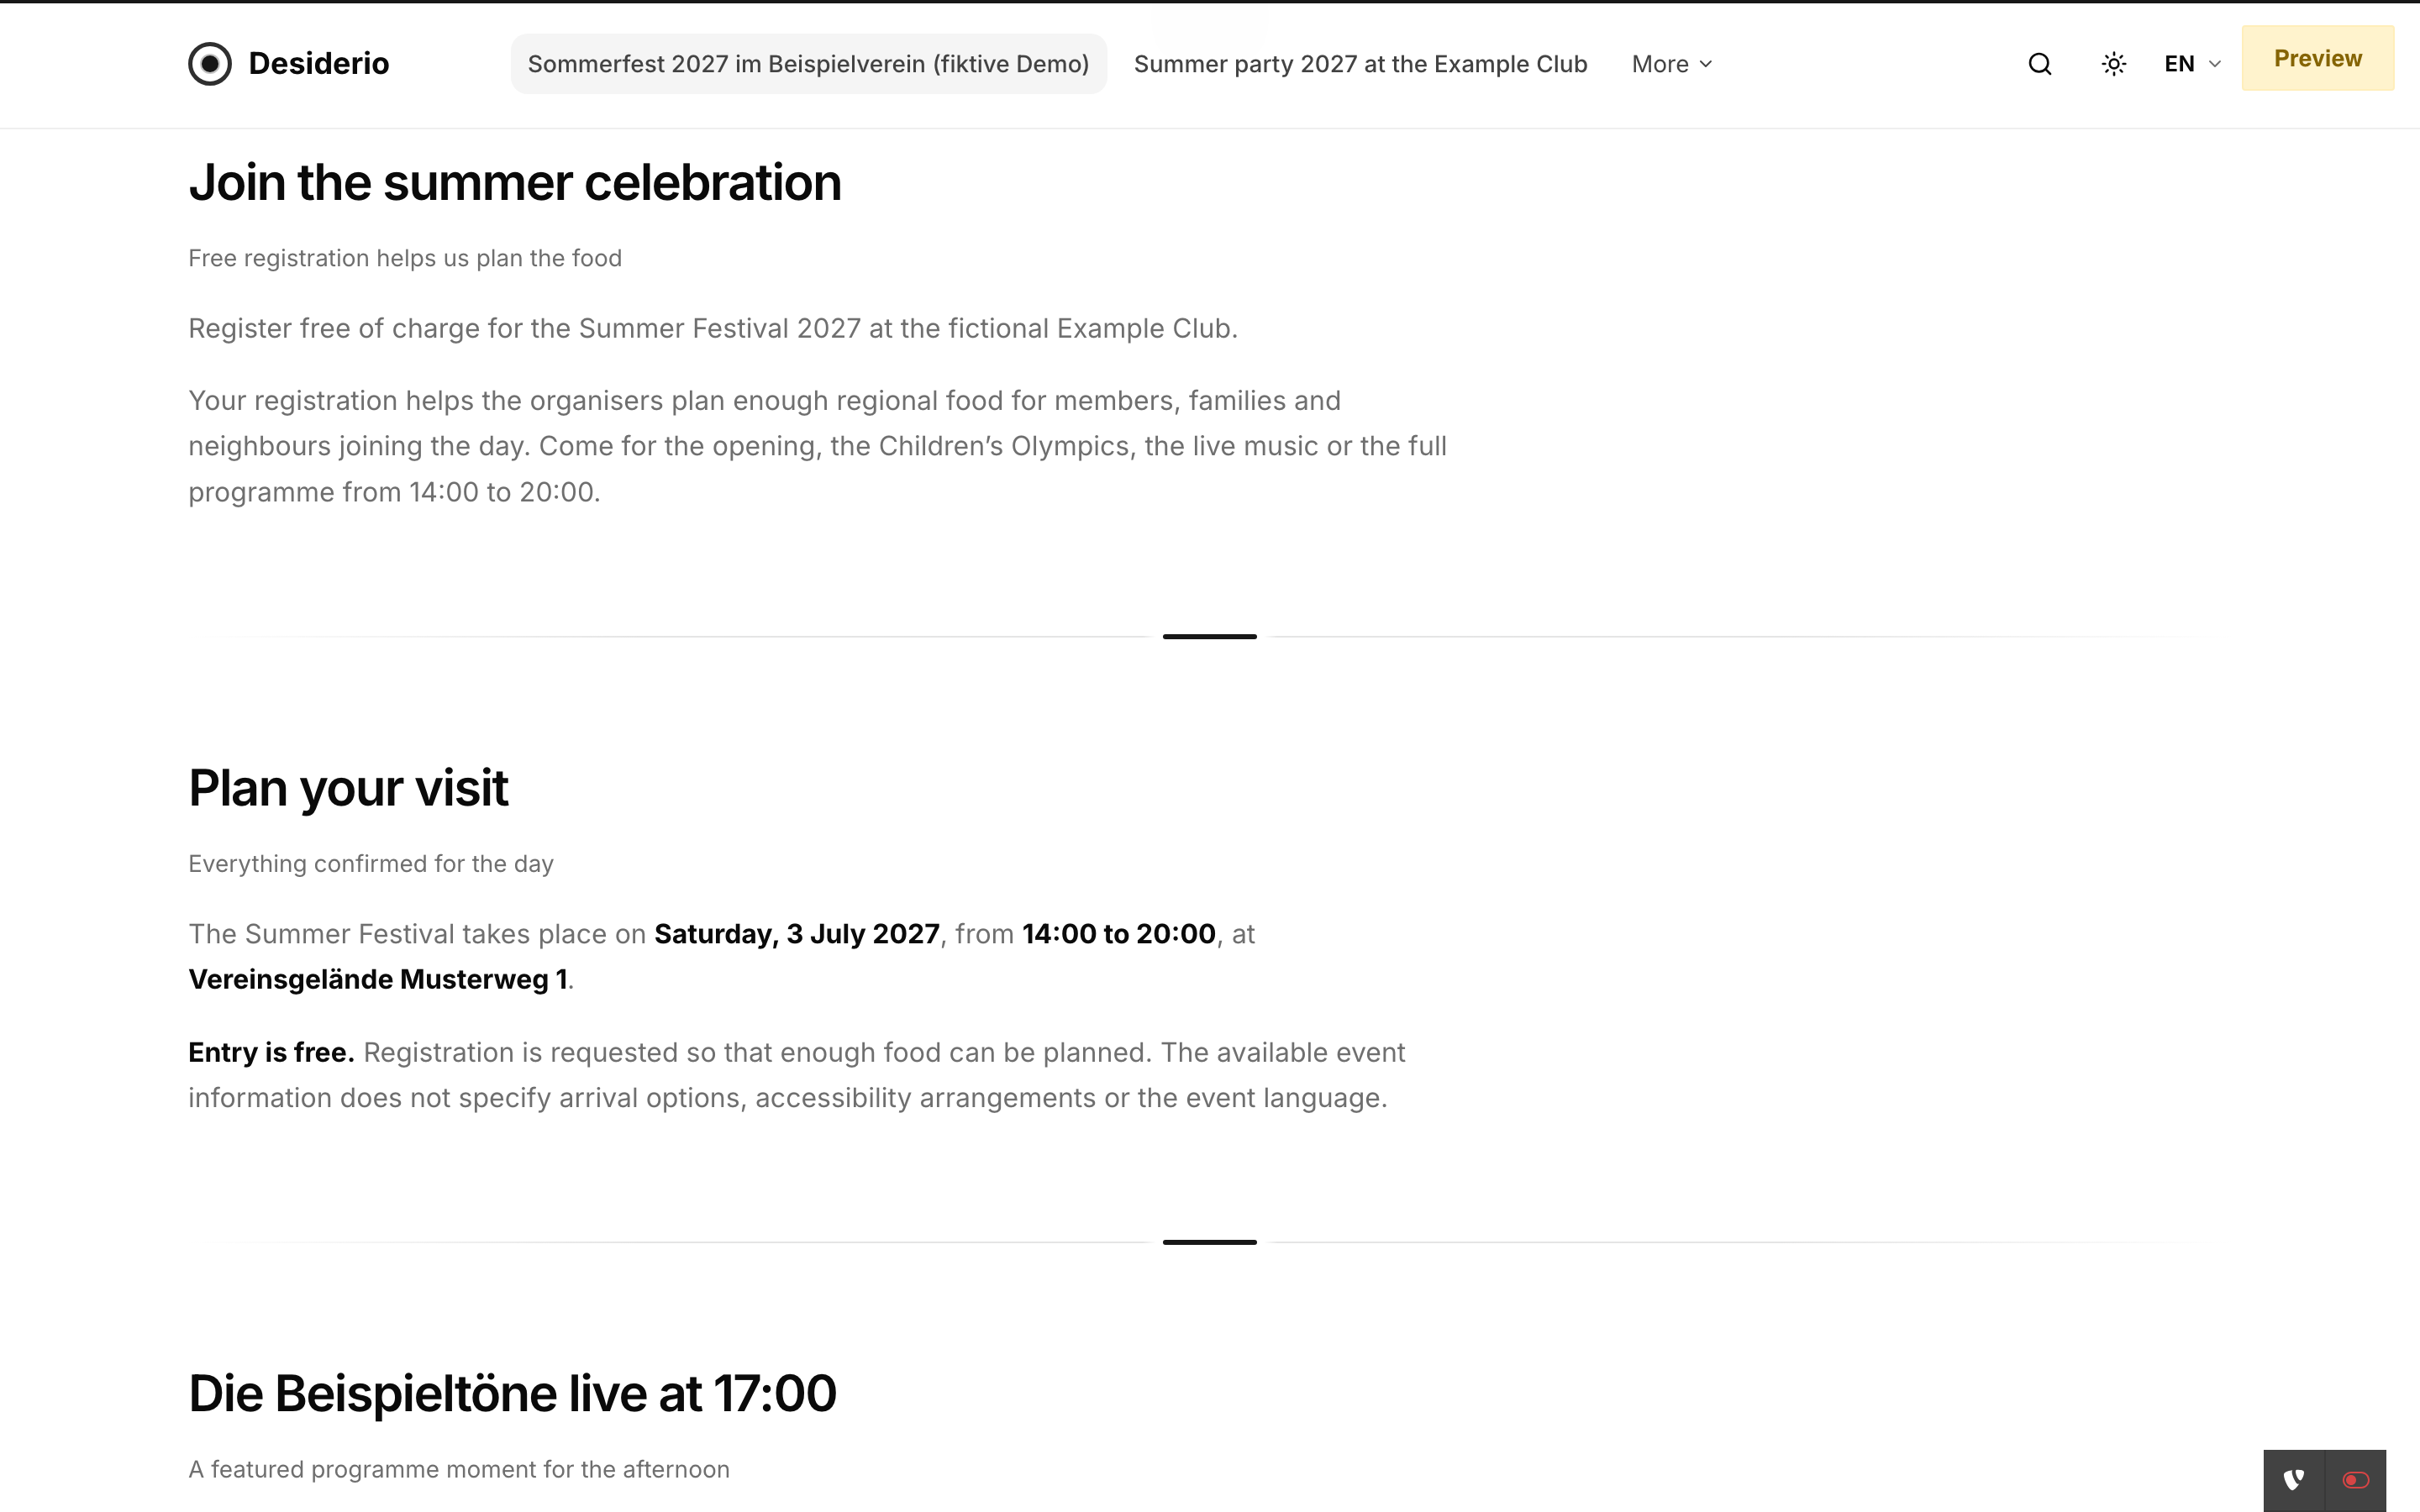 Desiderio
Sommerfest 2027 im Beispielverein (fiktive Demo)
Summer party 2027 at the Example Club
More
EN
Preview
Join the summer celebration
Free registration helps us plan the food
Register free of charge for the Summer Festival 2027 at the fictional Example Club.
Your registration helps the organisers plan enough regional food for members, families and
neighbours joining the day. Come for the opening, the Children’s Olympics, the live music or the full
programme from 14:00 to 20:00.
Plan your visit
Everything confirmed for the day
The Summer Festival takes place on Saturday, 3 July 2027, from 14:00 to 20:00, at
Vereinsgelände Musterweg 1.
Entry is free. Registration is requested so that enough food can be planned. The available event
information does not specify arrival options, accessibility arrangements or the event language.
Die Beispieltöne live at 17:00
A featured programme moment for the afternoon